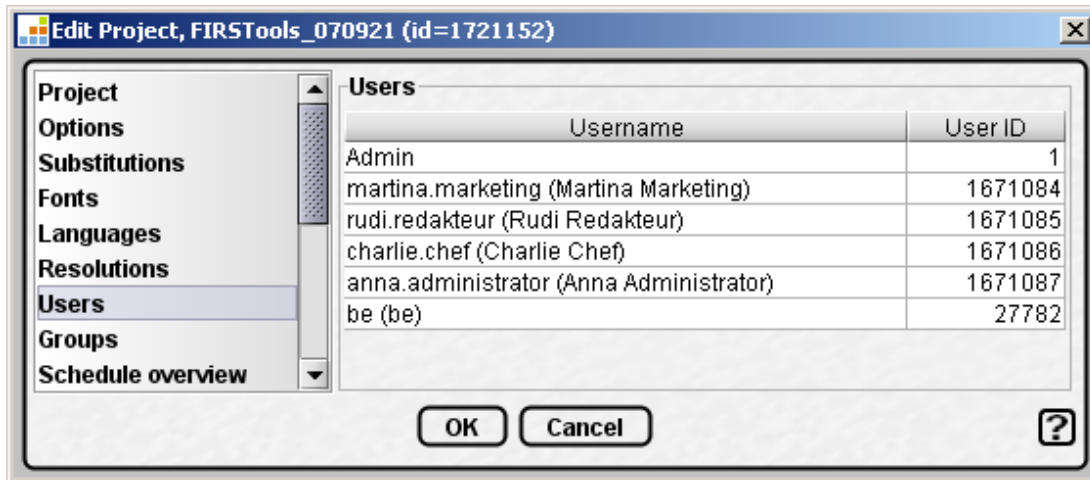 Edit Project, FIRSTools_070921 (id=1721152)
Project
Options
Substitutions
Fonts
Languages
Resolutions
Users
Groups
Schedule overview
Users
Username User ID
Admin 1
martina.marketing (Martina Marketing) 1671084
rudi.redakteur (Rudi Redakteur) 1671085
charlie.chef (Charlie Chef) 1671086
anna.administrator (Anna Administrator) 1671087
be (be) 27782
OK Cancel ?